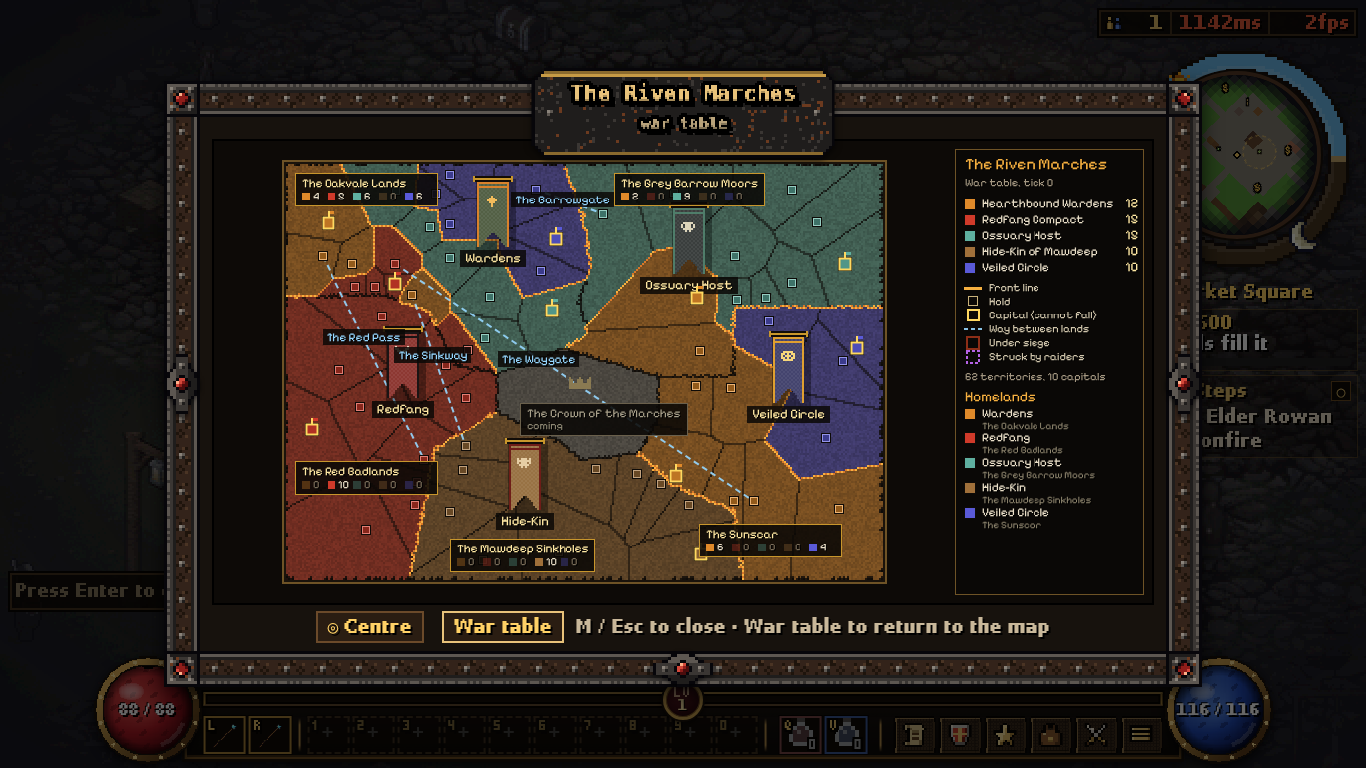 1 1142ms 2fps
The Riven Marches
war table
The Oakvale Lands
The Garrowgate
The Grey Barrow Moors
Wardens
Ossuary Host
The Red Pass
The Sinkway
The Waygate
Redfang
The Crown of the Marches
coming
Veiled Circle
The Red Badlands
10 0 0 0
Hide-Kin
The Sunscar
6 0 0 0 4
The Mawdeep Sinkholes
0 0 0 10 0
The Riven Marches
War table, tick 0
Hearthbound Wardens
Redfang Compact
Ossuary Host
Hide-Kin of Mawdeep 10
Veiled Circle 10
Front line
Hold
Capital (cannot fall)
Way between lands
Under siege
Struck by raiders
62 territories, 10 capitals
Homelands
Wardens
The Oakvale Lands
Redfang
The Red Badlands
Ossuary Host
The Grey Barrow Moors
Hide-Kin
The Mawdeep Sinkholes
Veiled Circle
The Sunscar
ket Square
s fill it
teps
Elder Rowan
onfire
Press Enter to
Centre
War table
M / Esc to close · War table to return to the map
88 / 88
LV
1
116 / 116
L R 1 2 3 4 5 6 7 8 9 0 Q